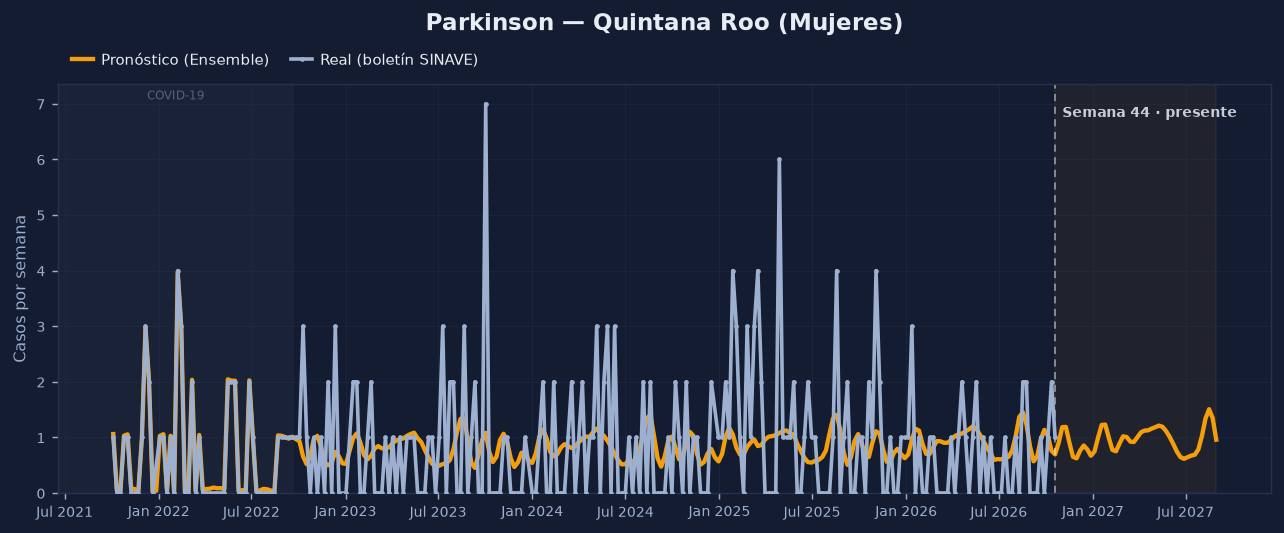 Parkinson — Quintana Roo (Mujeres)
Pronóstico (Ensemble)
Real (boletín SINAVE)
COVID-19
Semana 44 · presente
Casos por semana
7
6
5
4
3
2
1
0
Jul 2021
Jan 2022
Jul 2022
Jan 2023
Jul 2023
Jan 2024
Jul 2024
Jan 2025
Jul 2025
Jan 2026
Jul 2026
Jan 2027
Jul 2027